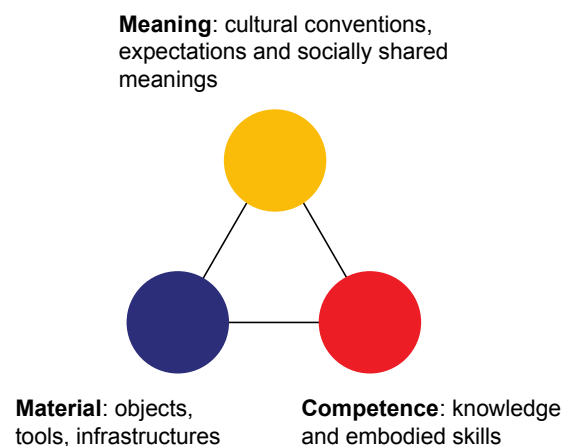 Meaning: cultural conventions,
expectations and socially shared
meanings
Material: objects,
tools, infrastructures
Competence: knowledge
and embodied skills